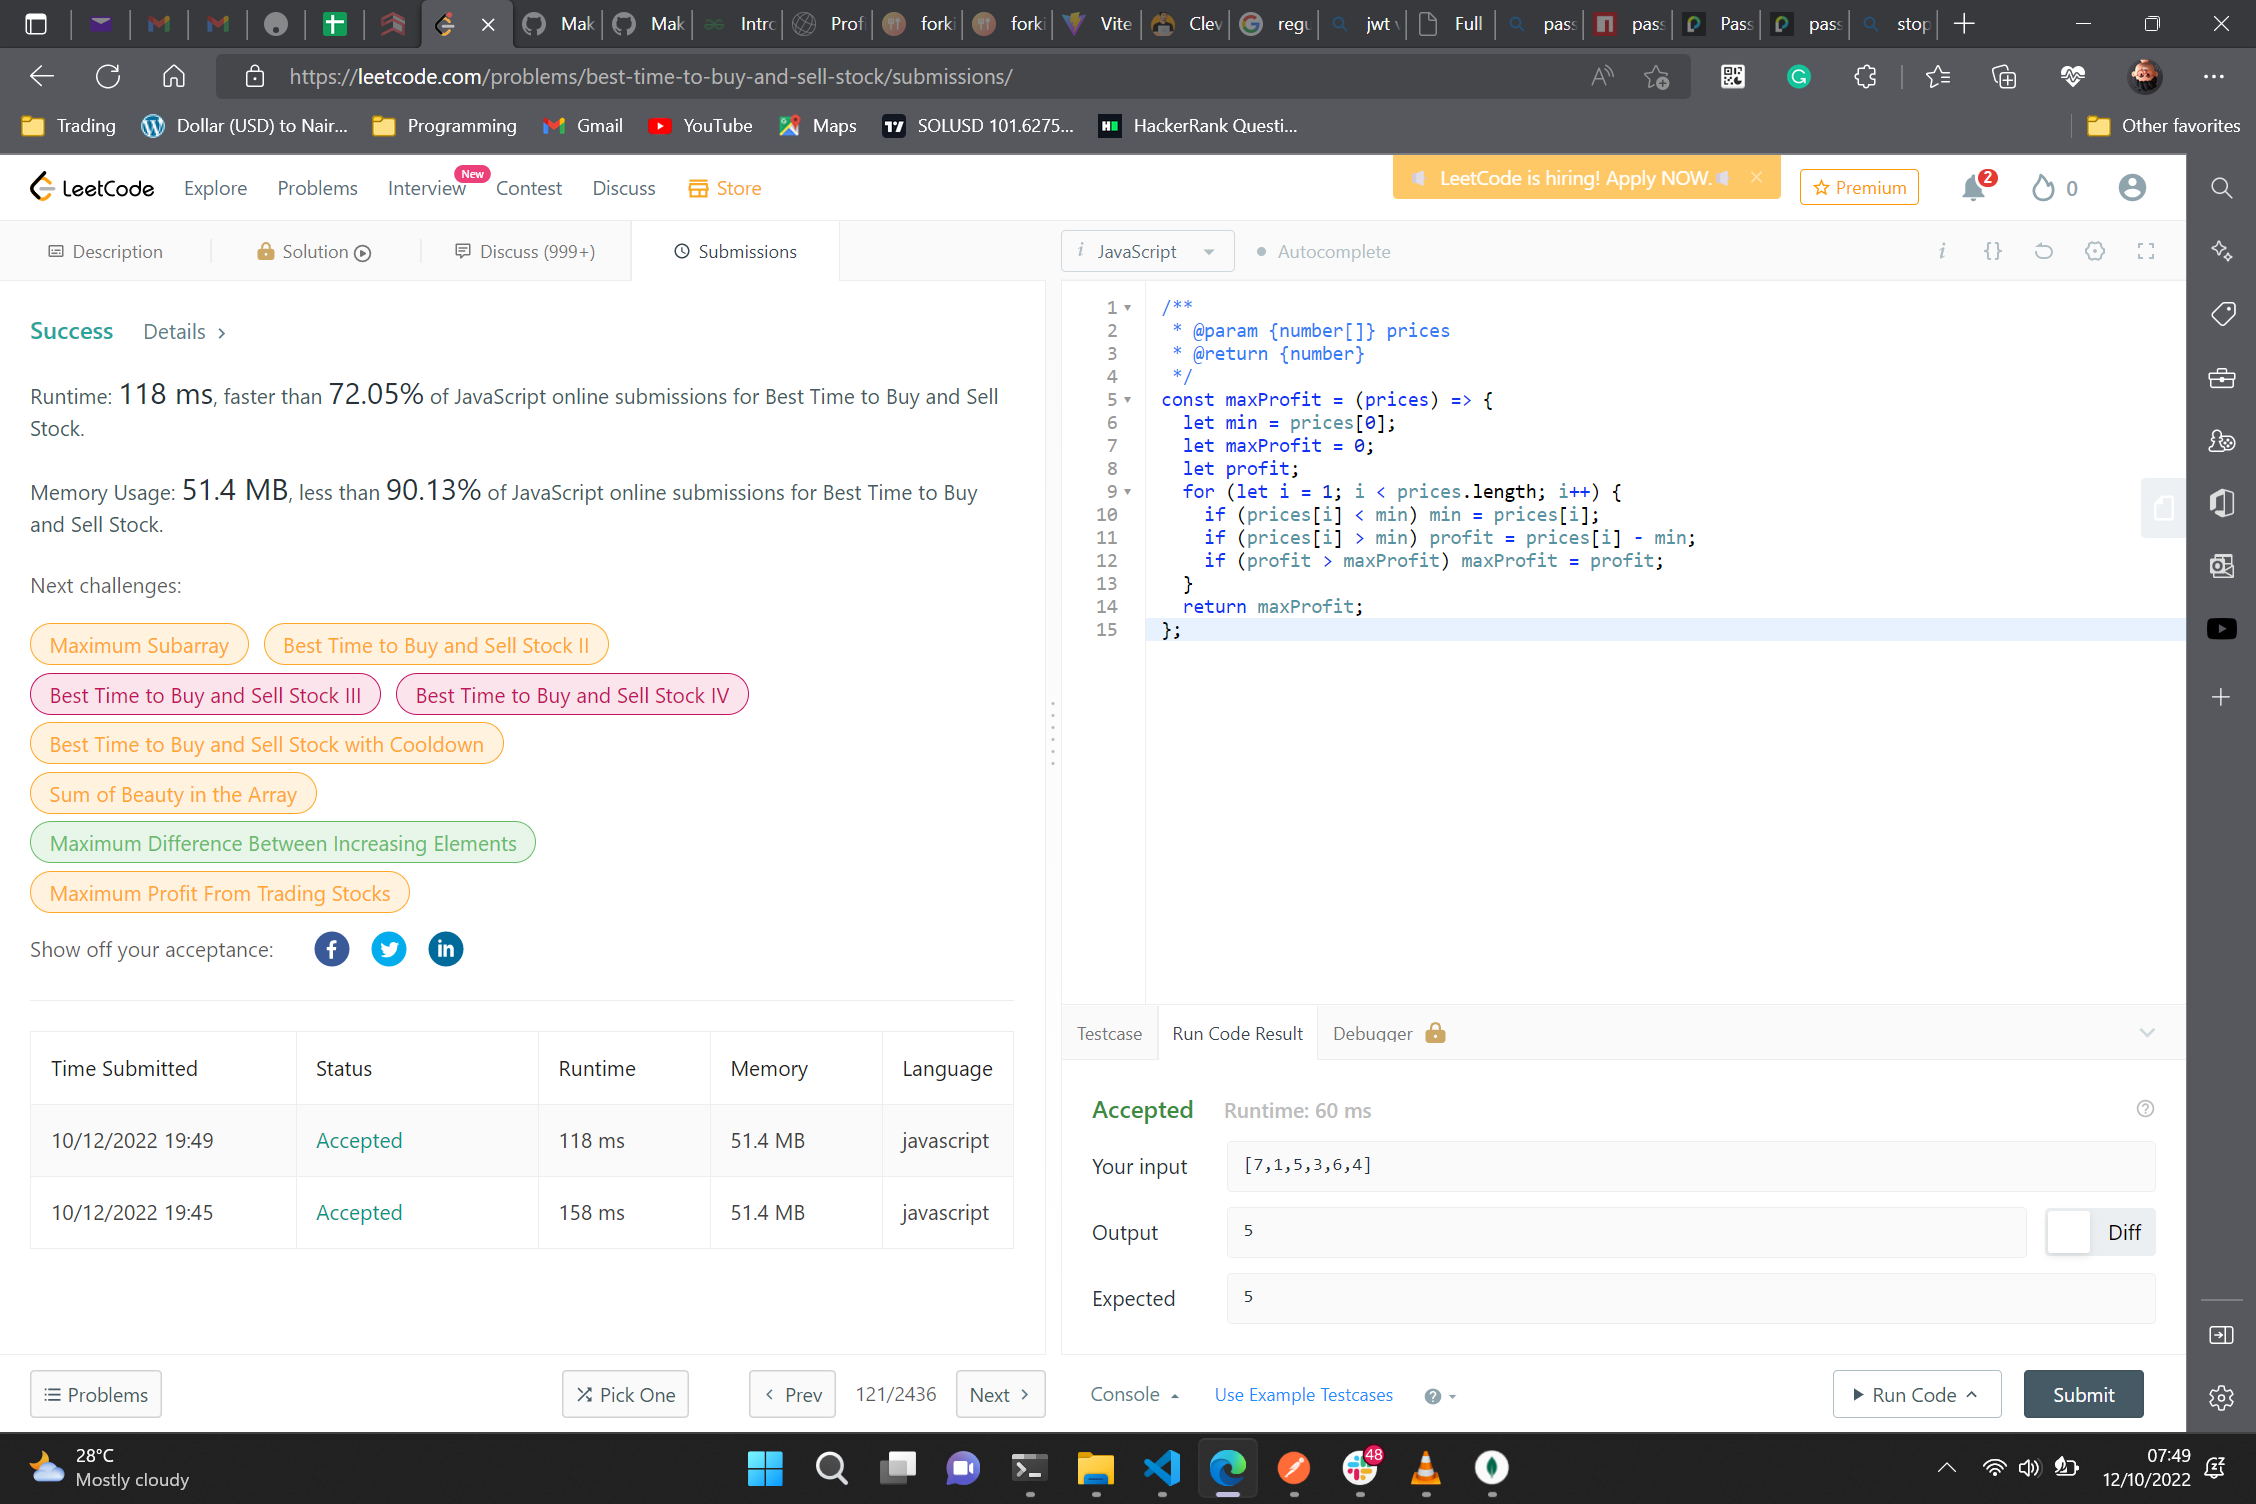 Mak
Mak
Intro
Profi
forki
forki
Vite
Clev
regu
jwt v
Full
pass
pass
Pass
pass
stop
https://leetcode.com/problems/best-time-to-buy-and-sell-stock/submissions/
Trading
Dollar (USD) to Nair...
Programming
Gmail
YouTube
Maps
SOLUSD 101.6275...
HackerRank Questi...
Other favorites
LeetCode
Explore
Problems
Interview
New
Contest
Discuss
Store
LeetCode is hiring! Apply NOW.
Premium
2
0
Description
Solution
Discuss (999+)
Submissions
Success
Details >
Runtime: 118 ms, faster than 72.05% of JavaScript online submissions for Best Time to Buy and Sell
Stock.
Memory Usage: 51.4 MB, less than 90.13% of JavaScript online submissions for Best Time to Buy
and Sell Stock.
Next challenges:
Maximum Subarray
Best Time to Buy and Sell Stock II
Best Time to Buy and Sell Stock III
Best Time to Buy and Sell Stock IV
Best Time to Buy and Sell Stock with Cooldown
Sum of Beauty in the Array
Maximum Difference Between Increasing Elements
Maximum Profit From Trading Stocks
Show off your acceptance:
Time Submitted Status Runtime Memory Language
10/12/2022 19:49 Accepted 118 ms 51.4 MB javascript
10/12/2022 19:45 Accepted 158 ms 51.4 MB javascript
Problems
Pick One
< Prev
121/2436
Next >
i JavaScript
Autocomplete
i {}
1 /**
2  * @param {number[]} prices
3  * @return {number}
4  */
5 const maxProfit = (prices) => {
6   let min = prices[0];
7   let maxProfit = 0;
8   let profit;
9   for (let i = 1; i < prices.length; i++) {
10     if (prices[i] < min) min = prices[i];
11     if (prices[i] > min) profit = prices[i] - min;
12     if (profit > maxProfit) maxProfit = profit;
13   }
14   return maxProfit;
15 };
Testcase
Run Code Result
Debugger
Accepted
Runtime: 60 ms
Your input
[7,1,5,3,6,4]
Output
5
Diff
Expected
5
Console
Use Example Testcases
Run Code
Submit
28°C
Mostly cloudy
48
07:49
12/10/2022